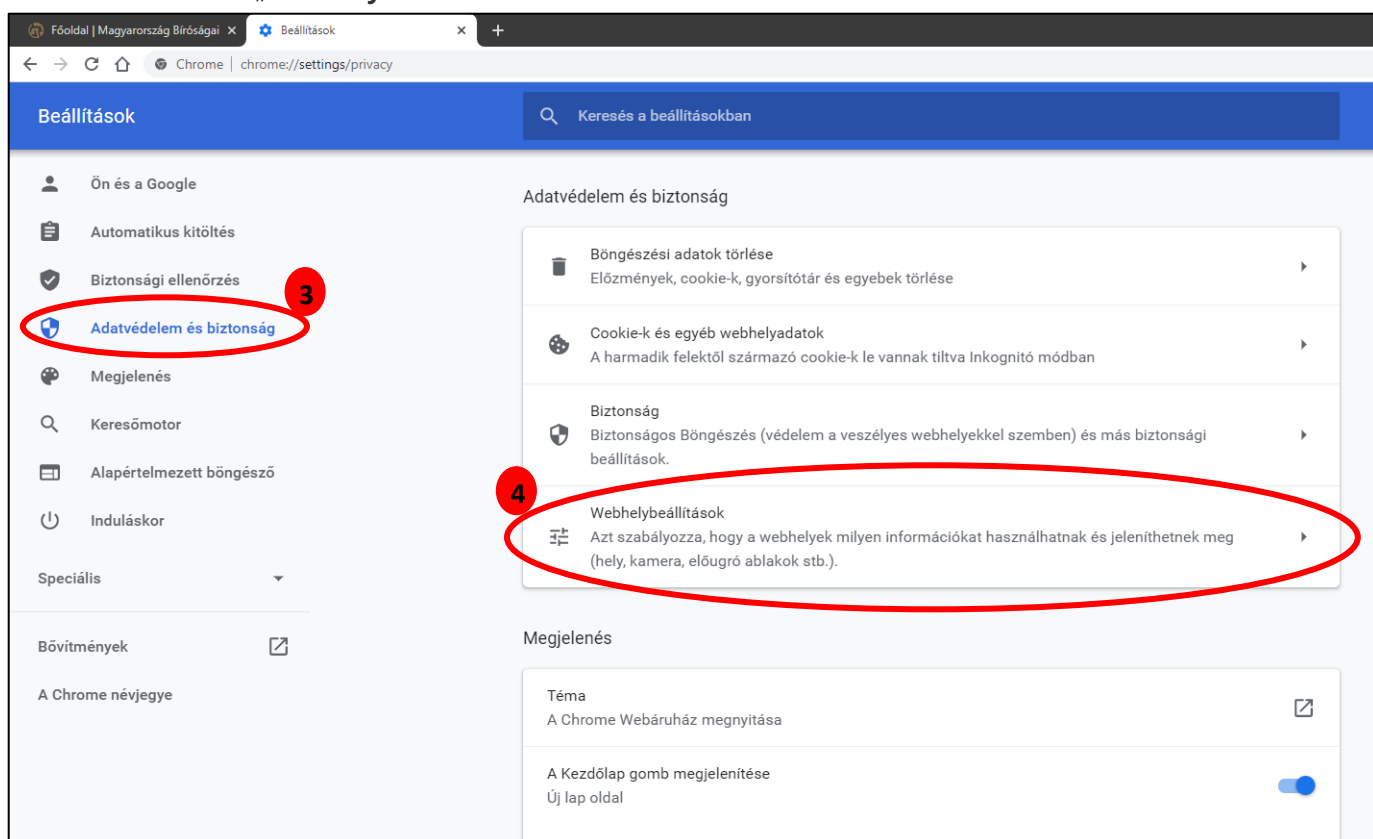 Főoldal | Magyarország Bíróságai
Beállítások
Chrome | chrome://settings/privacy
Beállítások
Keresés a beállításokban
Ön és a Google
Automatikus kitöltés
Biztonsági ellenőrzés
3
Adatvédelem és biztonság
Megjelenés
Keresőmotor
Alapértelmezett böngésző
Induláskor
Speciális
Bővítmények
A Chrome névjegye
Adatvédelem és biztonság
Böngészési adatok törlése
Előzmények, cookie-k, gyorsítótár és egyebek törlése
Cookie-k és egyéb webhelyadatok
A harmadik felektől származó cookie-k le vannak tiltva Inkognitó módban
Biztonság
Biztonságos Böngészés (védelem a veszélyes webhelyekkel szemben) és más biztonsági
beállítások.
4
Webhelybeállítások
Azt szabályozza, hogy a webhelyek milyen információkat használhatnak és jeleníthetnek meg
(hely, kamera, előugró ablakok stb.).
Megjelenés
Téma
A Chrome Webáruház megnyitása
A Kezdőlap gomb megjelenítése
Új lap oldal